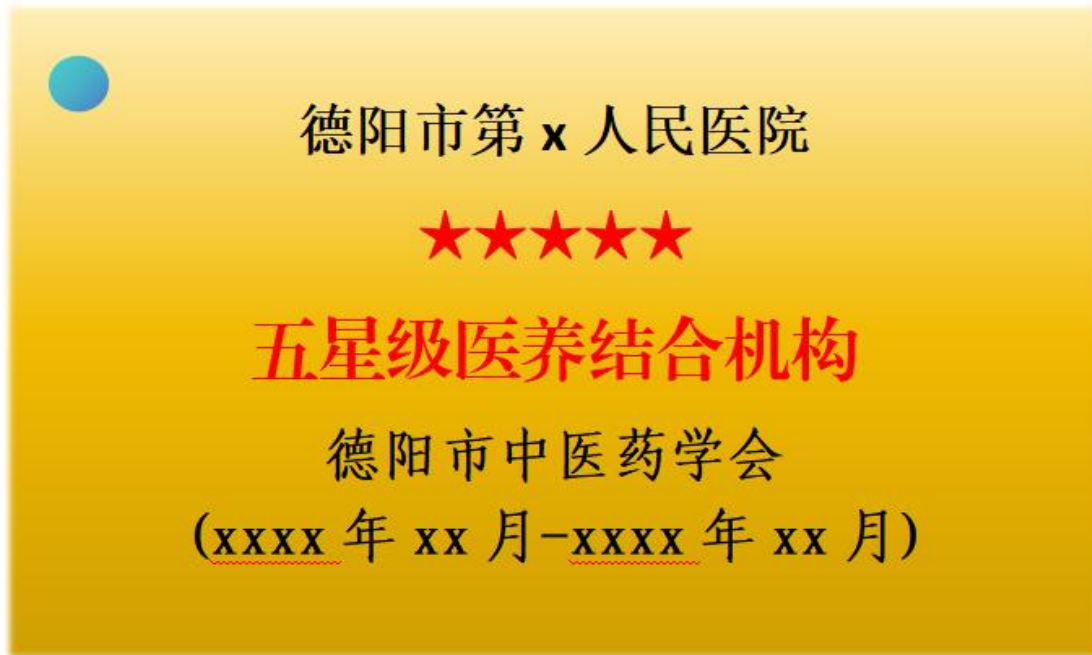 德阳市第 x 人民医院
★★★★★
五星级医养结合机构
德阳市中医药学会
(xxxx 年 xx 月-xxxx 年 xx 月)